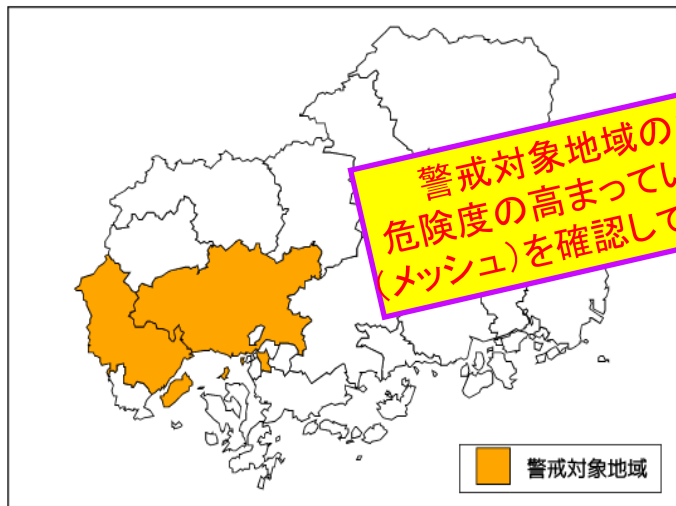 警戒対象地域の
危険度の高まってい
(メッシュ)を確認して
警戒対象地域